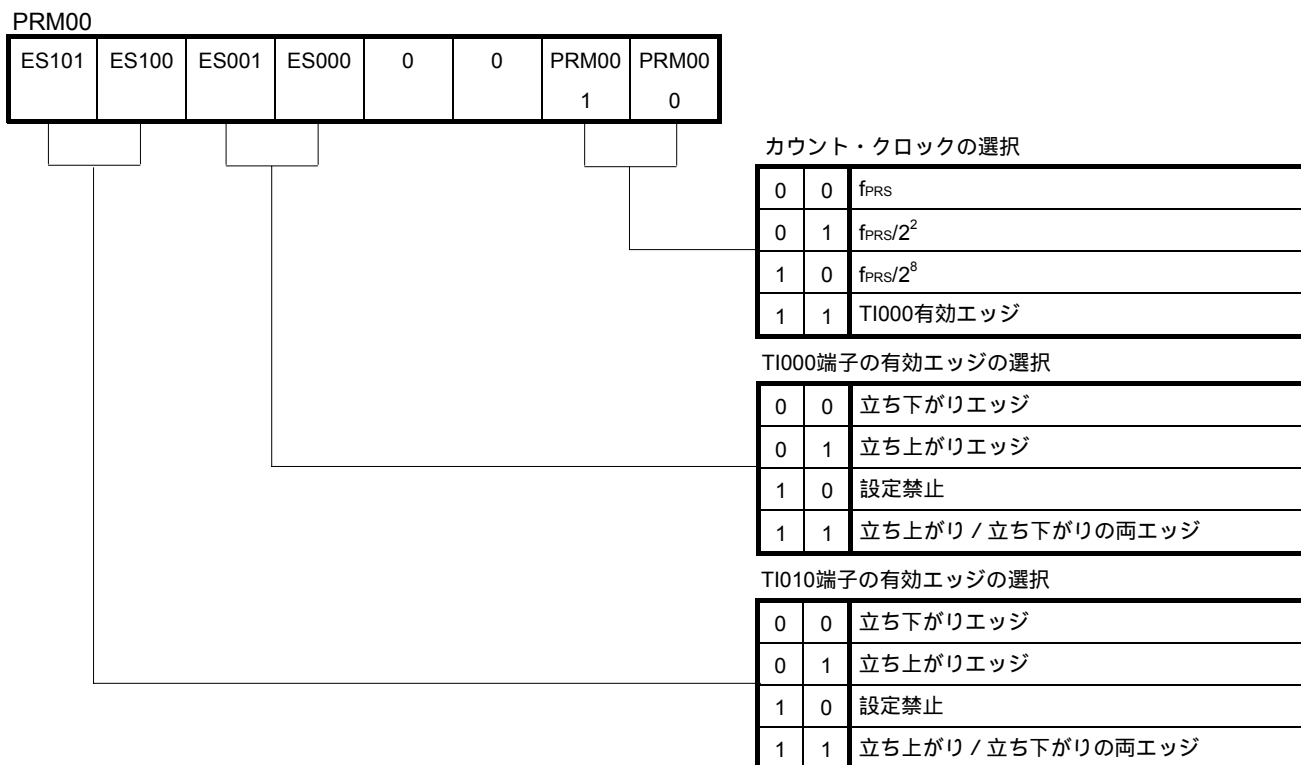 PRM00
ES101 ES100 ES001 ES000 0 0 PRM00 PRM00
1 0
カウント・クロックの選択
0 0 fPRS
0 1 fPRS/2²
1 0 fPRS/2⁸
1 1 TI000有効エッジ
TI000端子の有効エッジの選択
0 0 立ち下がりエッジ
0 1 立ち上がりエッジ
1 0 設定禁止
1 1 立ち上がり / 立ち下がりの両エッジ
TI010端子の有効エッジの選択
0 0 立ち下がりエッジ
0 1 立ち上がりエッジ
1 0 設定禁止
1 1 立ち上がり / 立ち下がりの両エッジ